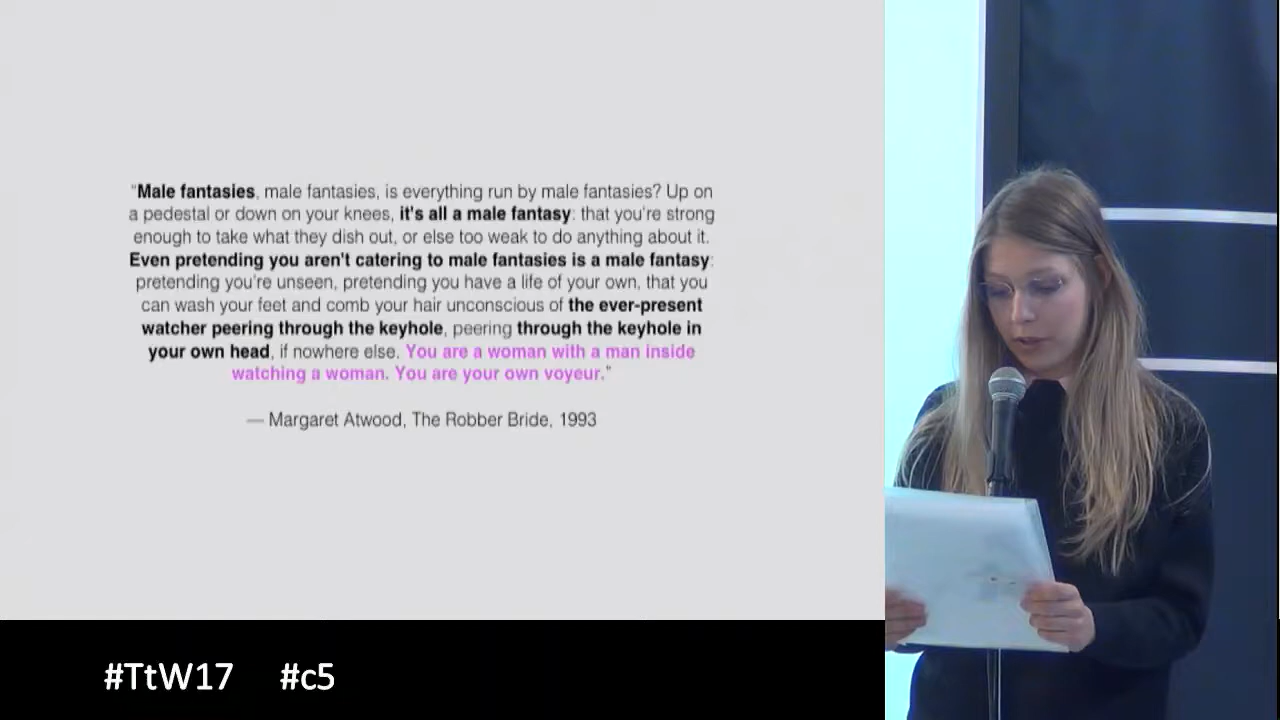 "Male fantasies, male fantasies, is everything run by male fantasies? Up on
a pedestal or down on your knees, it's all a male fantasy: that you're strong
enough to take what they dish out, or else too weak to do anything about it.
Even pretending you aren't catering to male fantasies is a male fantasy:
pretending you're unseen, pretending you have a life of your own, that you
can wash your feet and comb your hair unconscious of the ever-present
watcher peering through the keyhole, peering through the keyhole in
your own head, if nowhere else. You are a woman with a man inside
watching a woman. You are your own voyeur."
— Margaret Atwood, The Robber Bride, 1993
#TtW17 #c5